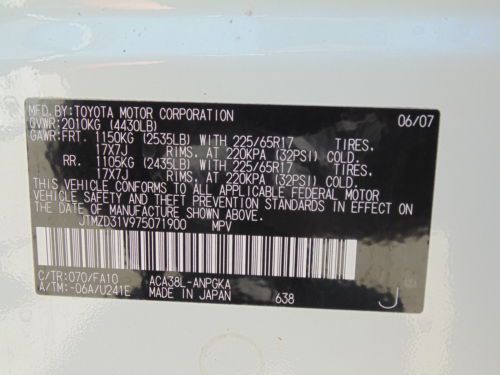 MFD.BY:TOYOTA MOTOR CORPORATION 06/07
GVWR:2010KG (4430LB)
GAWR:FRT. 1150KG (2535LB) WITH 225/65R17 TIRES,
17X7J RIMS, AT 220KPA (32PSI) COLD.
RR. 1105KG (2435LB) WITH 225/65R17 TIRES,
17X7J RIMS, AT 220KPA (32PSI) COLD.
THIS VEHICLE CONFORMS TO ALL APPLICABLE FEDERAL MOTOR
VEHICLE SAFETY AND THEFT PREVENTION STANDARDS IN EFFECT
ON THE DATE OF MANUFACTURE SHOWN ABOVE.
JTMZD31V975071900 MPV
C/TR:070/FA10 ACA38L-ANPGKA
A/TM:-06A/U241E MADE IN JAPAN 638 J